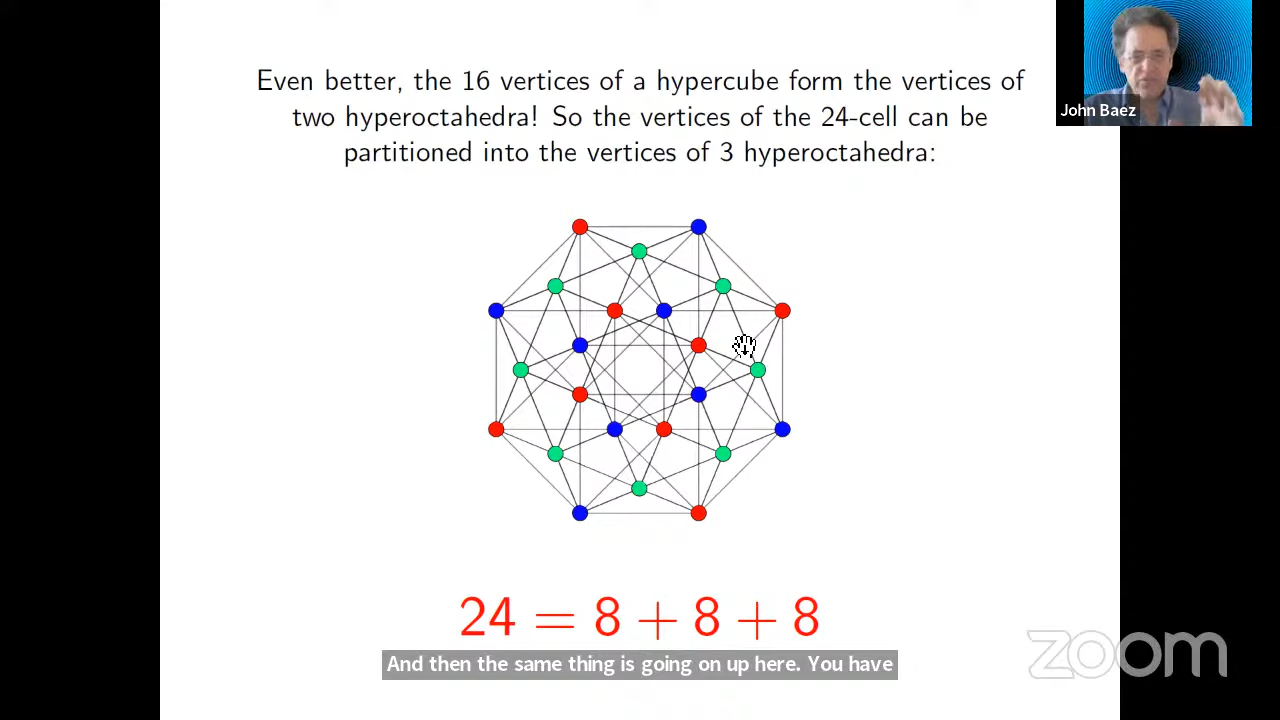 Even better, the 16 vertices of a hypercube form the vertices of
two hyperoctahedra! So the vertices of the 24-cell can be
partitioned into the vertices of 3 hyperoctahedra:
John Baez
24 = 8 + 8 + 8
And then the same thing is going on up here. You have
zoom